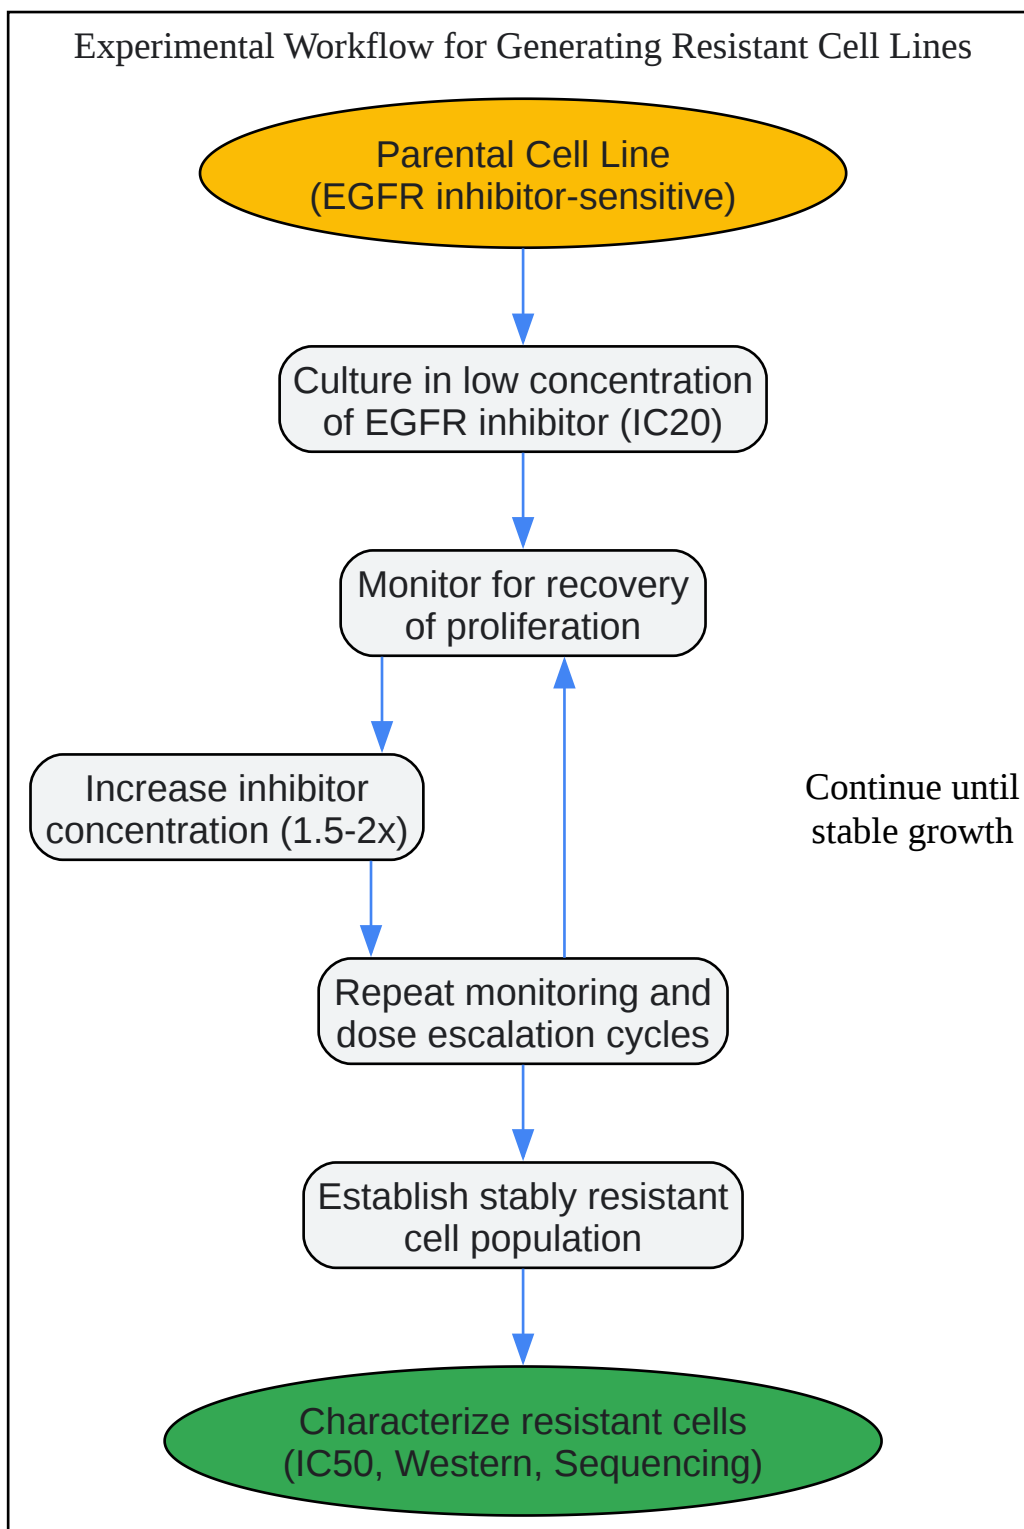 Experimental Workflow for Generating Resistant Cell Lines
Parental Cell Line
(EGFR inhibitor-sensitive)
Culture in low concentration
of EGFR inhibitor (IC20)
Monitor for recovery
of proliferation
Increase inhibitor
concentration (1.5-2x)
Continue until
stable growth
Repeat monitoring and
dose escalation cycles
Establish stably resistant
cell population
Characterize resistant cells
(IC50, Western, Sequencing)